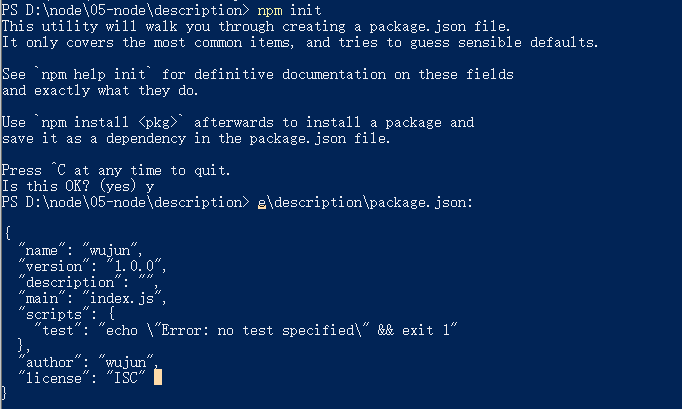 PS D:\node\05-node\description> npm init
This utility will walk you through creating a package.json file.
It only covers the most common items, and tries to guess sensible defaults.
See `npm help init` for definitive documentation on these fields
and exactly what they do.
Use `npm install <pkg>` afterwards to install a package and
save it as a dependency in the package.json file.
Press ^C at any time to quit.
Is this OK? (yes) y
PS D:\node\05-node\description> e\description\package.json:
{
"name": "wujun",
"version": "1.0.0",
"description": "",
"main": "index.js",
"scripts": {
"test": "echo \"Error: no test specified\" && exit 1"
},
"author": "wujun",
"license": "ISC"
}